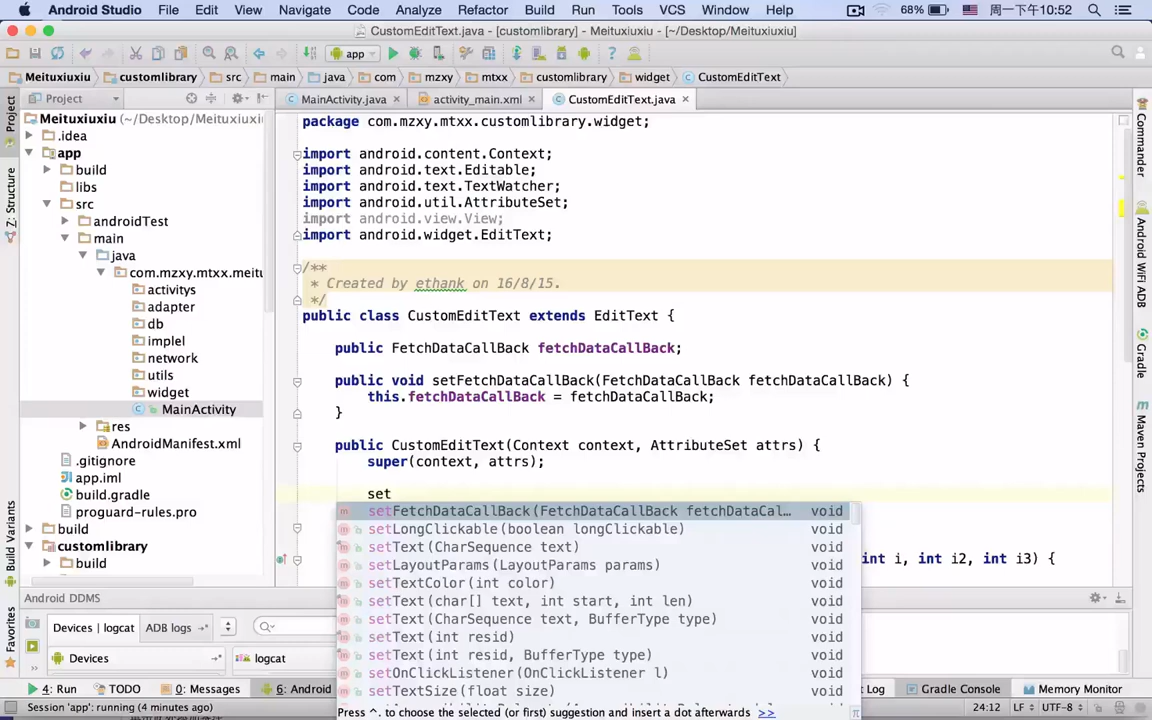 Android Studio File Edit View Navigate Code Analyze Refactor Build Run Tools VCS Window Help 68% 周一下午10:52
CustomEditText.java - [customlibrary] - Meituxiuxiu - [~/Desktop/Meituxiuxiu]
app
Meituxiuxiu customlibrary src main java com mzxy mtxx customlibrary widget CustomEditText
Project
MainActivity.java activity_main.xml CustomEditText.java
Meituxiuxiu (~/Desktop/Meituxiuxiu)
.idea
app
build
libs
src
androidTest
main
java
com.mzxy.mtxx.meitu
activitys
adapter
db
implel
network
utils
widget
MainActivity
res
AndroidManifest.xml
.gitignore
app.iml
build.gradle
proguard-rules.pro
build
customlibrary
build
package com.mzxy.mtxx.customlibrary.widget;
import android.content.Context;
import android.text.Editable;
import android.text.TextWatcher;
import android.util.AttributeSet;
import android.view.View;
import android.widget.EditText;
/**
* Created by ethank on 16/8/15.
*/
public class CustomEditText extends EditText {
public FetchDataCallBack fetchDataCallBack;
public void setFetchDataCallBack(FetchDataCallBack fetchDataCallBack) {
this.fetchDataCallBack = fetchDataCallBack;
}
public CustomEditText(Context context, AttributeSet attrs) {
super(context, attrs);
set
setFetchDataCallBack(FetchDataCallBack fetchDataCal… void
setLongClickable(boolean longClickable) void
setText(CharSequence text) void
setLayoutParams(LayoutParams params) void
setTextColor(int color) void
setText(char[] text, int start, int len) void
setText(CharSequence text, BufferType type) void
setText(int resid) void
setText(int resid, BufferType type) void
setOnClickListener(OnClickListener l) void
setTextSize(float size) void
Press ^. to choose the selected (or first) suggestion and insert a dot afterwards >>
int i, int i2, int i3) {
Project
Z: Structure
Build Variants
Favorites
Commander
Android WiFi ADB
Gradle
Maven Projects
Android DDMS
Devices | logcat ADB logs
Devices logcat
4: Run TODO 0: Messages 6: Android Log Gradle Console Memory Monitor
Session 'app': running (4 minutes ago) 24:12 LF UTF-8